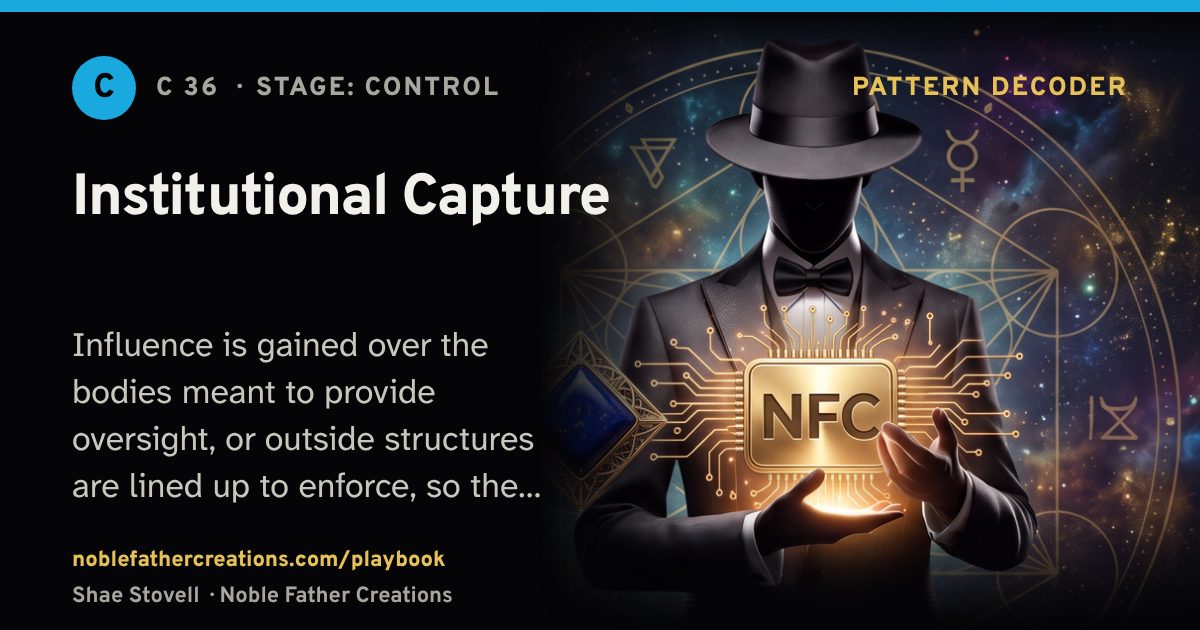 C
C 36 · STAGE: CONTROL
PATTERN DECODER
Institutional Capture
Influence is gained over the
bodies meant to provide
oversight, or outside structures
are lined up to enforce, so the...
NFC
noblefathercreations.com/playbook
Shae Stovell · Noble Father Creations